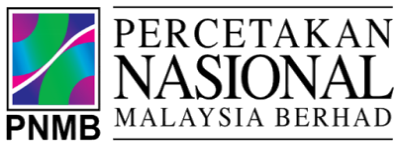 PNMB
PERCETAKAN
NASIONAL
MALAYSIA BERHAD